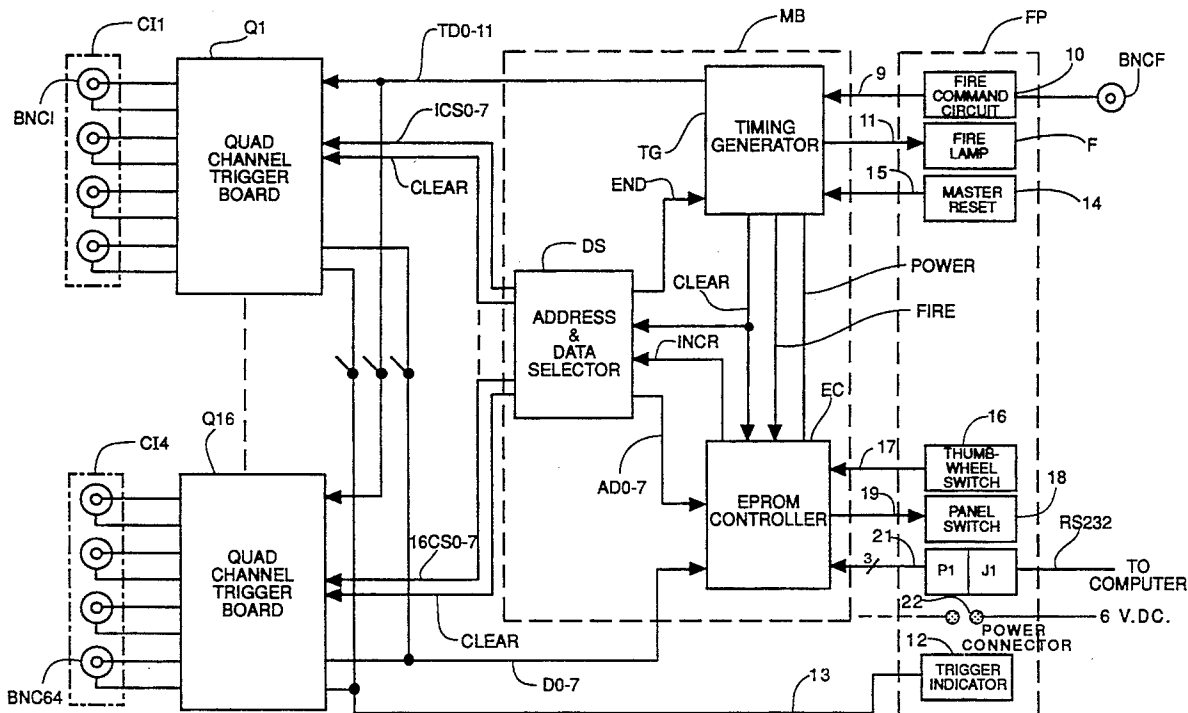 CI1
Q1
TD0-11
MB
FP
BNCI
10
BNCF
9
FIRE
COMMAND
CIRCUIT
QUAD
CHANNEL
TRIGGER
BOARD
ICS0-7
CLEAR
TG
TIMING
GENERATOR
11
FIRE
LAMP
F
END
15
MASTER
RESET
14
DS
CLEAR
POWER
FIRE
ADDRESS
&
DATA
SELECTOR
INCR
EC
CI4
Q16
16
17
THUMB-
WHEEL
SWITCH
AD0-7
EPROM
CONTROLLER
19
PANEL
SWITCH
18
RS232
QUAD
CHANNEL
TRIGGER
BOARD
16CS0-7
21
3
P1
J1
TO
COMPUTER
22
6 V.DC.
POWER
CONNECTOR
CLEAR
12
BNC64
D0-7
13
TRIGGER
INDICATOR